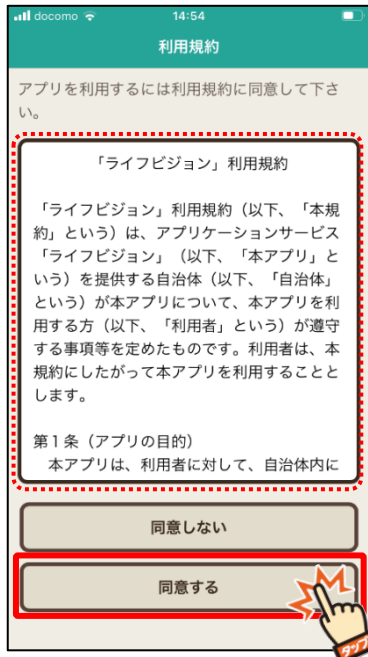 docomo 14:54
利用規約
アプリを利用するには利用規約に同意して下さ
い。
「ライフビジョン」利用規約
「ライフビジョン」利用規約（以下、「本規
約」という）は、アプリケーションサービス
「ライフビジョン」（以下、「本アプリ」と
いう）を提供する自治体（以下、「自治体」
という）が本アプリについて、本アプリを利
用する方（以下、「利用者」という）が遵守
する事項等を定めたものです。利用者は、本
規約にしたがって本アプリを利用することと
します。
第１条（アプリの目的）
本アプリは、利用者に対して、自治体内に
同意しない
同意する
タップ